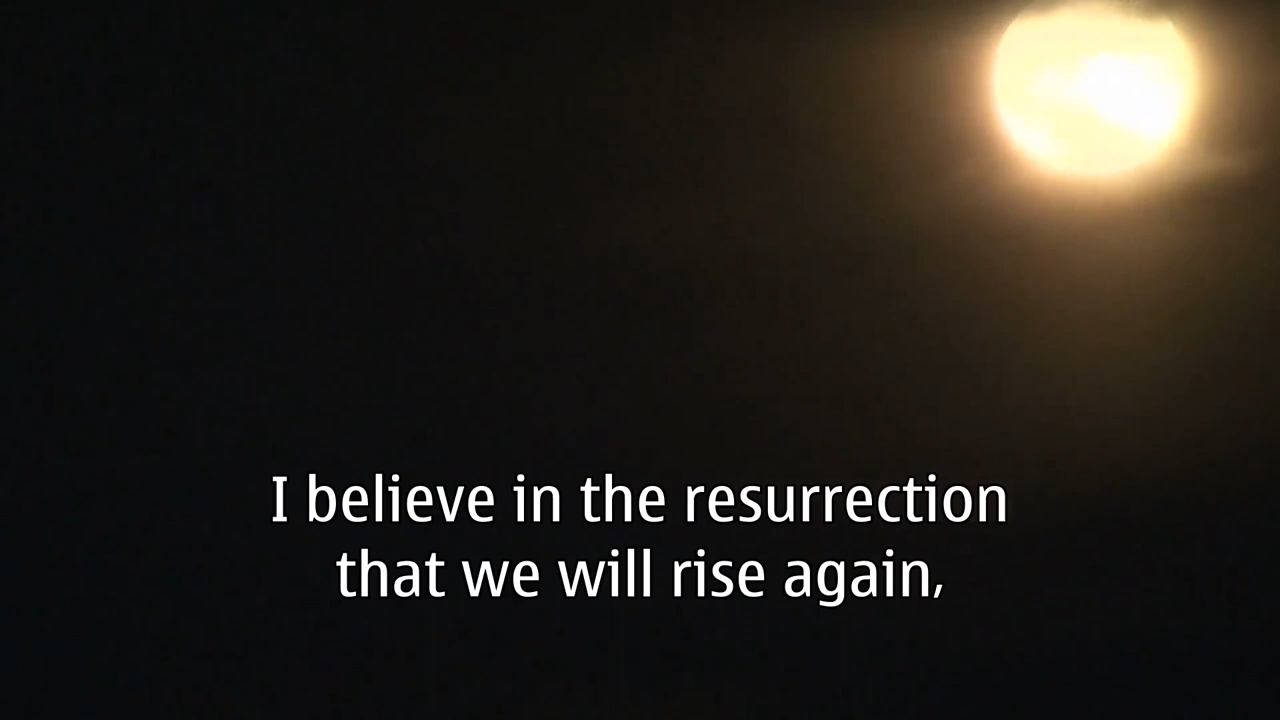 I believe in the resurrection
that we will rise again,